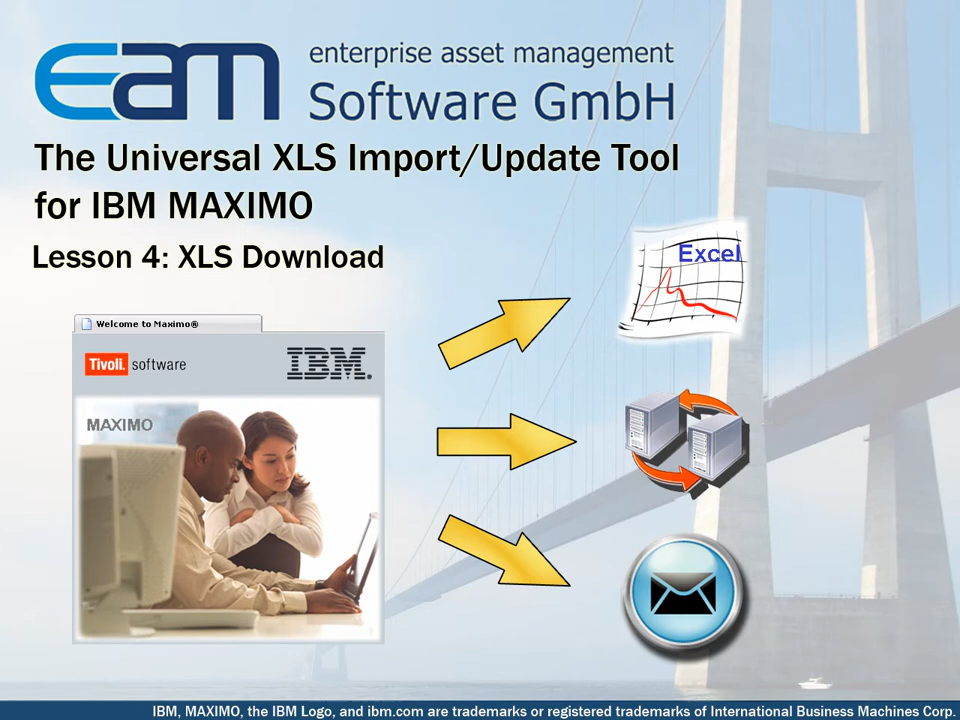 eam
enterprise asset management
Software GmbH
The Universal XLS Import/Update Tool
for IBM MAXIMO
Lesson 4: XLS Download
Excel
Welcome to Maximo®
Tivoli. software
IBM.
MAXIMO
IBM, MAXIMO, the IBM Logo, and ibm.com are trademarks or registered trademarks of International Business Machines Corp.